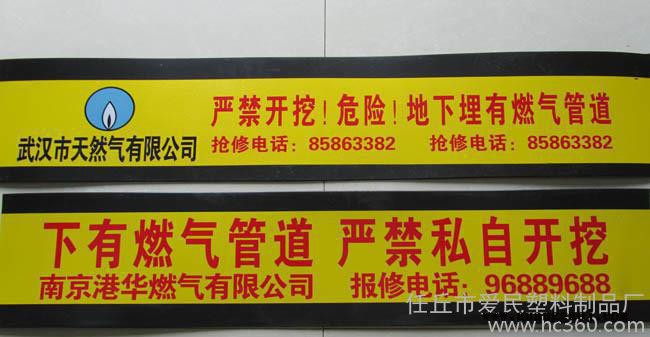 严禁开挖!危险!地下埋有燃气管道
武汉市天然气有限公司 抢修电话:85863382 抢修电话:85863382
下有燃气管道 严禁私自开挖
南京港华燃气有限公司 报修电话:96889688
任丘市爱民塑料制品厂
www.hc360.com